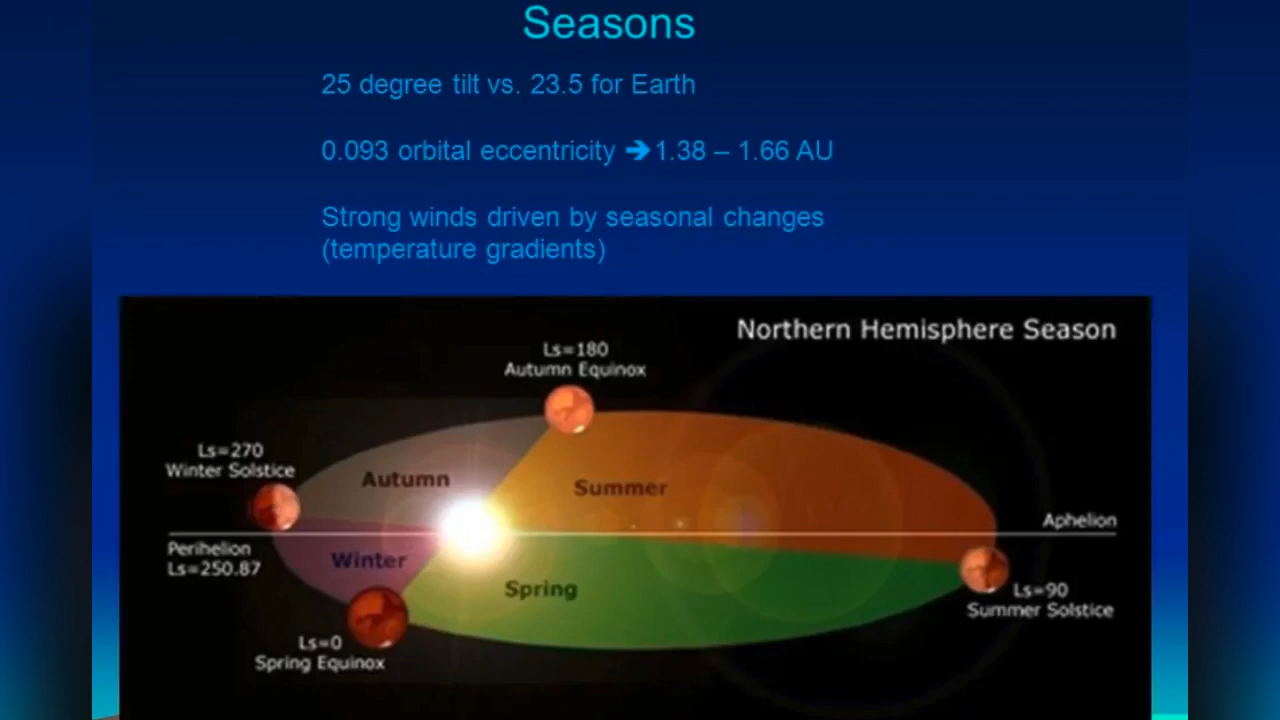 Seasons
25 degree tilt vs. 23.5 for Earth
0.093 orbital eccentricity ➔1.38 – 1.66 AU
Strong winds driven by seasonal changes
(temperature gradients)
Northern Hemisphere Season
Ls=180
Autumn Equinox
Ls=270
Winter Solstice
Autumn
Summer
Aphelion
Perihelion
Ls=250.87
Winter
Spring
Ls=90
Summer Solstice
Ls=0
Spring Equinox